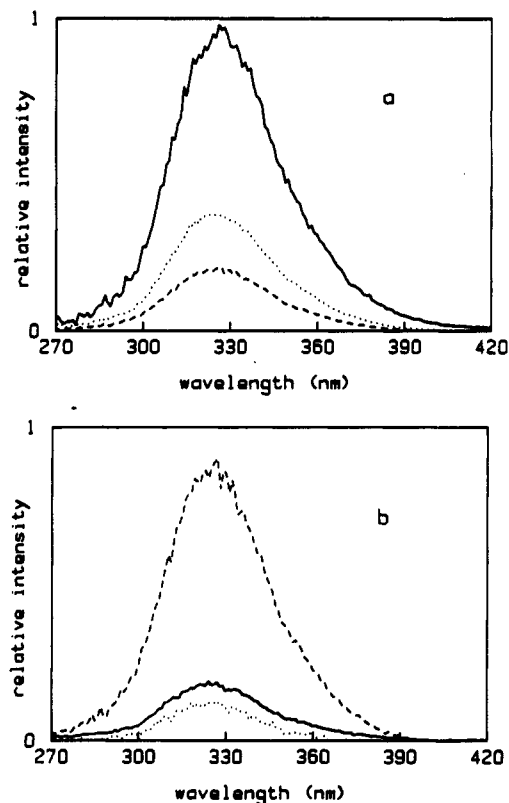 1
a
relative intensity
0
270 300 330 360 390 420
wavelength (nm)
1
b
relative intensity
0
270 300 330 360 390 420
wavelength (nm)